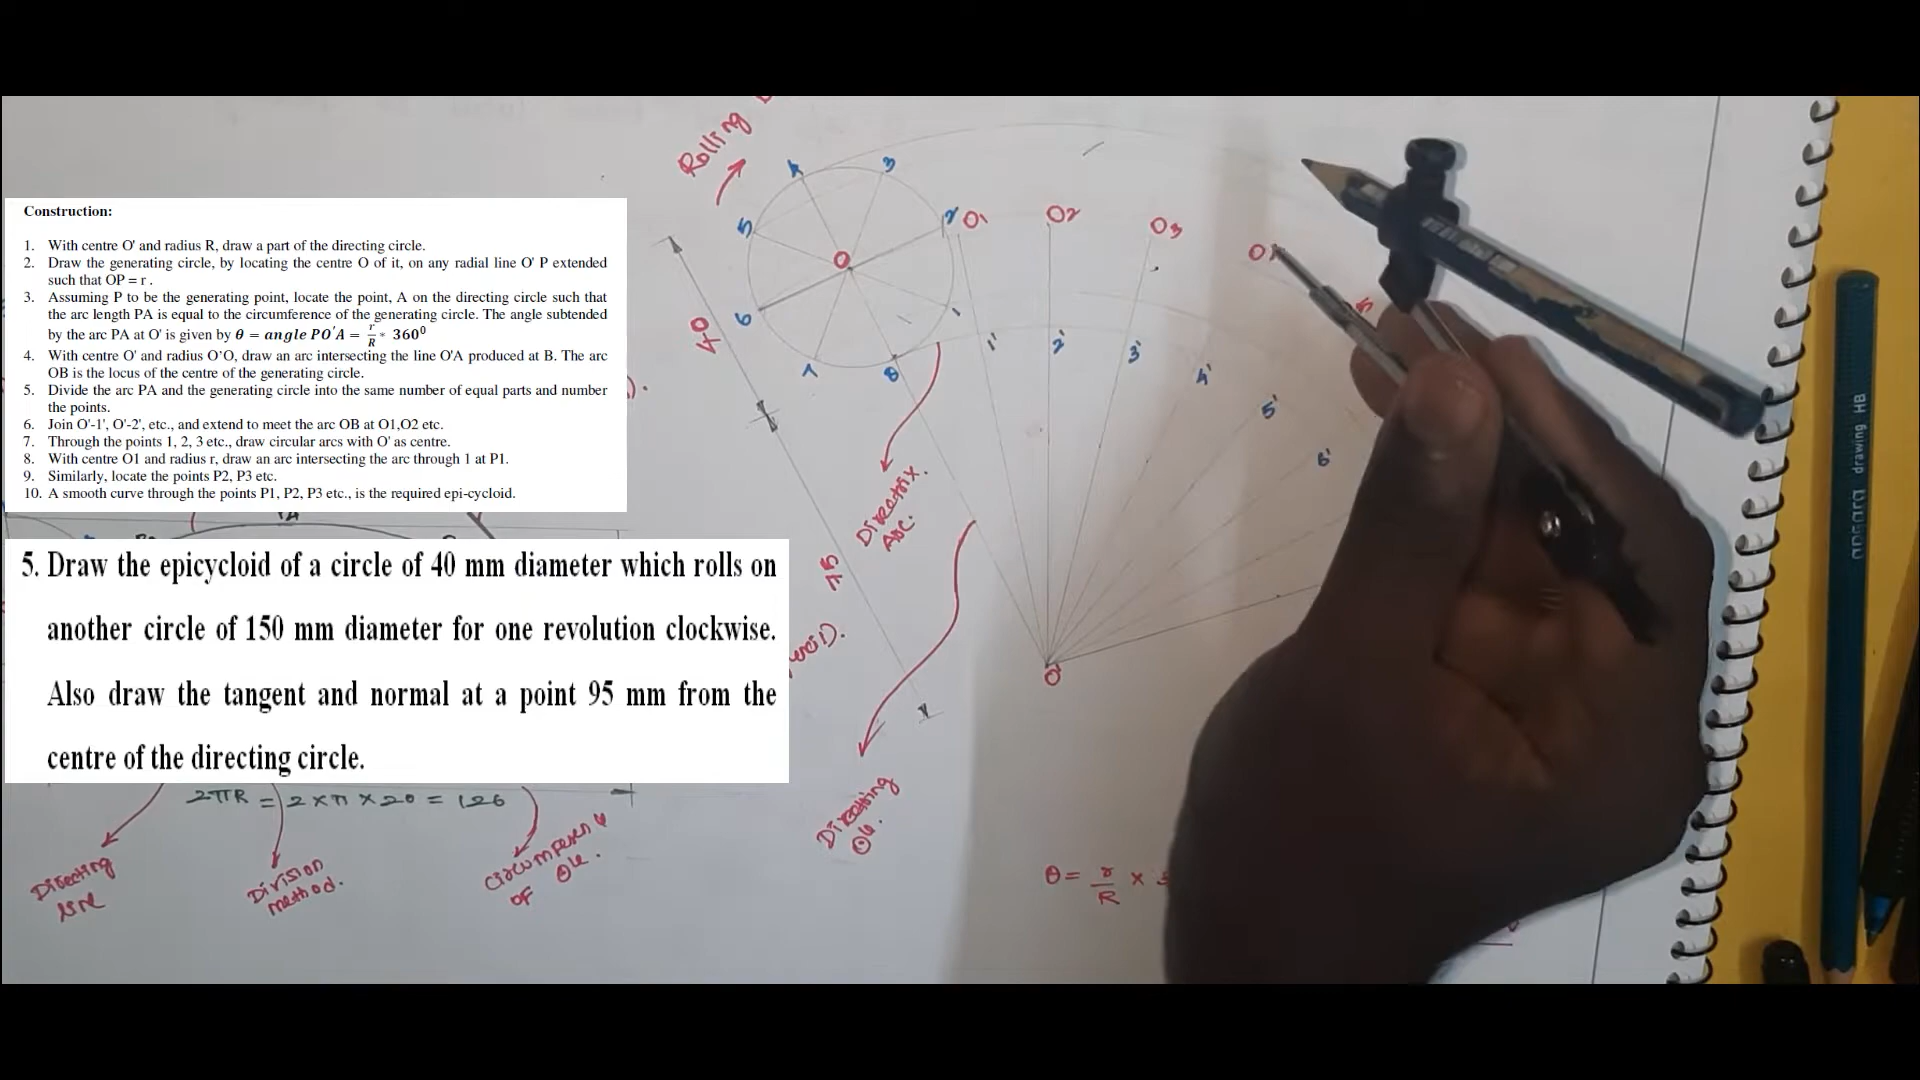 Rolling
Construction:
1. With centre O' and radius R, draw a part of the directing circle.
2. Draw the generating circle, by locating the centre O of it, on any radial line O' P extended
such that OP = r .
3. Assuming P to be the generating point, locate the point, A on the directing circle such that
the arc length PA is equal to the circumference of the generating circle. The angle subtended
by the arc PA at O' is given by θ = angle PO'A = r/R * 360⁰
4. With centre O' and radius O'O, draw an arc intersecting the line O'A produced at B. The arc
OB is the locus of the centre of the generating circle.
5. Divide the arc PA and the generating circle into the same number of equal parts and number
the points.
6. Join O'-1', O'-2', etc., and extend to meet the arc OB at O1,O2 etc.
7. Through the points 1, 2, 3 etc., draw circular arcs with O' as centre.
8. With centre O1 and radius r, draw an arc intersecting the arc through 1 at P1.
9. Similarly, locate the points P2, P3 etc.
10. A smooth curve through the points P1, P2, P3 etc., is the required epi-cycloid.
3
2
O1
O2
O3
5
O
6
1
40
7
8
1'
2'
3'
4'
5'
6'
5
Directrix
Arc.
75
O'
5. Draw the epicycloid of a circle of 40 mm diameter which rolls on
another circle of 150 mm diameter for one revolution clockwise.
Also draw the tangent and normal at a point 95 mm from the
centre of the directing circle.
2πR = 2 × π × 20 = 126
Directing
Division
method.
of
Directing
θ = r/R ×
apsara drawing HB